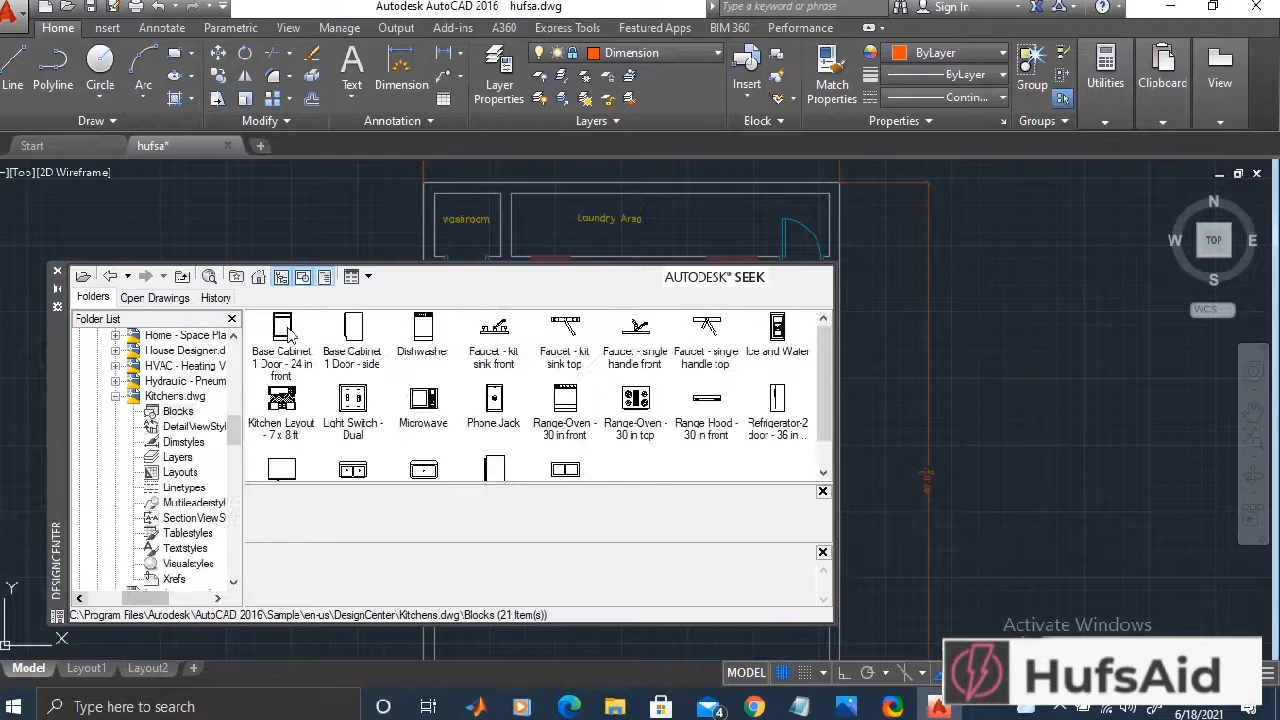 Autodesk AutoCAD 2016 hufsa.dwg
Type a keyword or phrase
Sign In
Home Insert Annotate Parametric View Manage Output Add-ins A360 Express Tools Featured Apps BIM 360 Performance
Dimension
ByLayer
ByLayer
Contin...
Line Polyline Circle Arc
Text Dimension
Layer Properties
Insert
Match Properties
Group
Utilities Clipboard View
Draw Modify Annotation Layers Block Properties Groups
Start hufsa*
[Top][2D Wireframe]
N
W TOP E
S
WCS
washroom
Laundry Area
AUTODESK® SEEK
Folders Open Drawings History
Folder List
Home - Space Pla
House Designer.d
HVAC - Heating V
Hydraulic - Pneum
Kitchens.dwg
Blocks
DetailViewStyl
Dimstyles
Layers
Layouts
Linetypes
Multileaderstyl
SectionViewS
Tablestyles
Textstyles
Visualstyles
Xrefs
Base Cabinet 1 Door - 24 in front
Base Cabinet 1 Door - side
Dishwasher
Faucet - kit sink front
Faucet - kit sink top
Faucet - single handle front
Faucet - single handle top
Ice and Water
Kitchen Layout - 7 x 8 ft
Light Switch - Dual
Microwave
Phone Jack
Range-Oven - 30 in front
Range-Oven - 30 in top
Range Hood - 30 in front
Refrigerator-2 door - 36 in ...
DESIGNCENTER
C:\Program Files\Autodesk\AutoCAD 2016\Sample\en-us\DesignCenter\Kitchens.dwg\Blocks (21 Item(s))
Y
X
Activate Windows
Model Layout1 Layout2
MODEL
HufsAid
Type here to search
4
6/18/2021